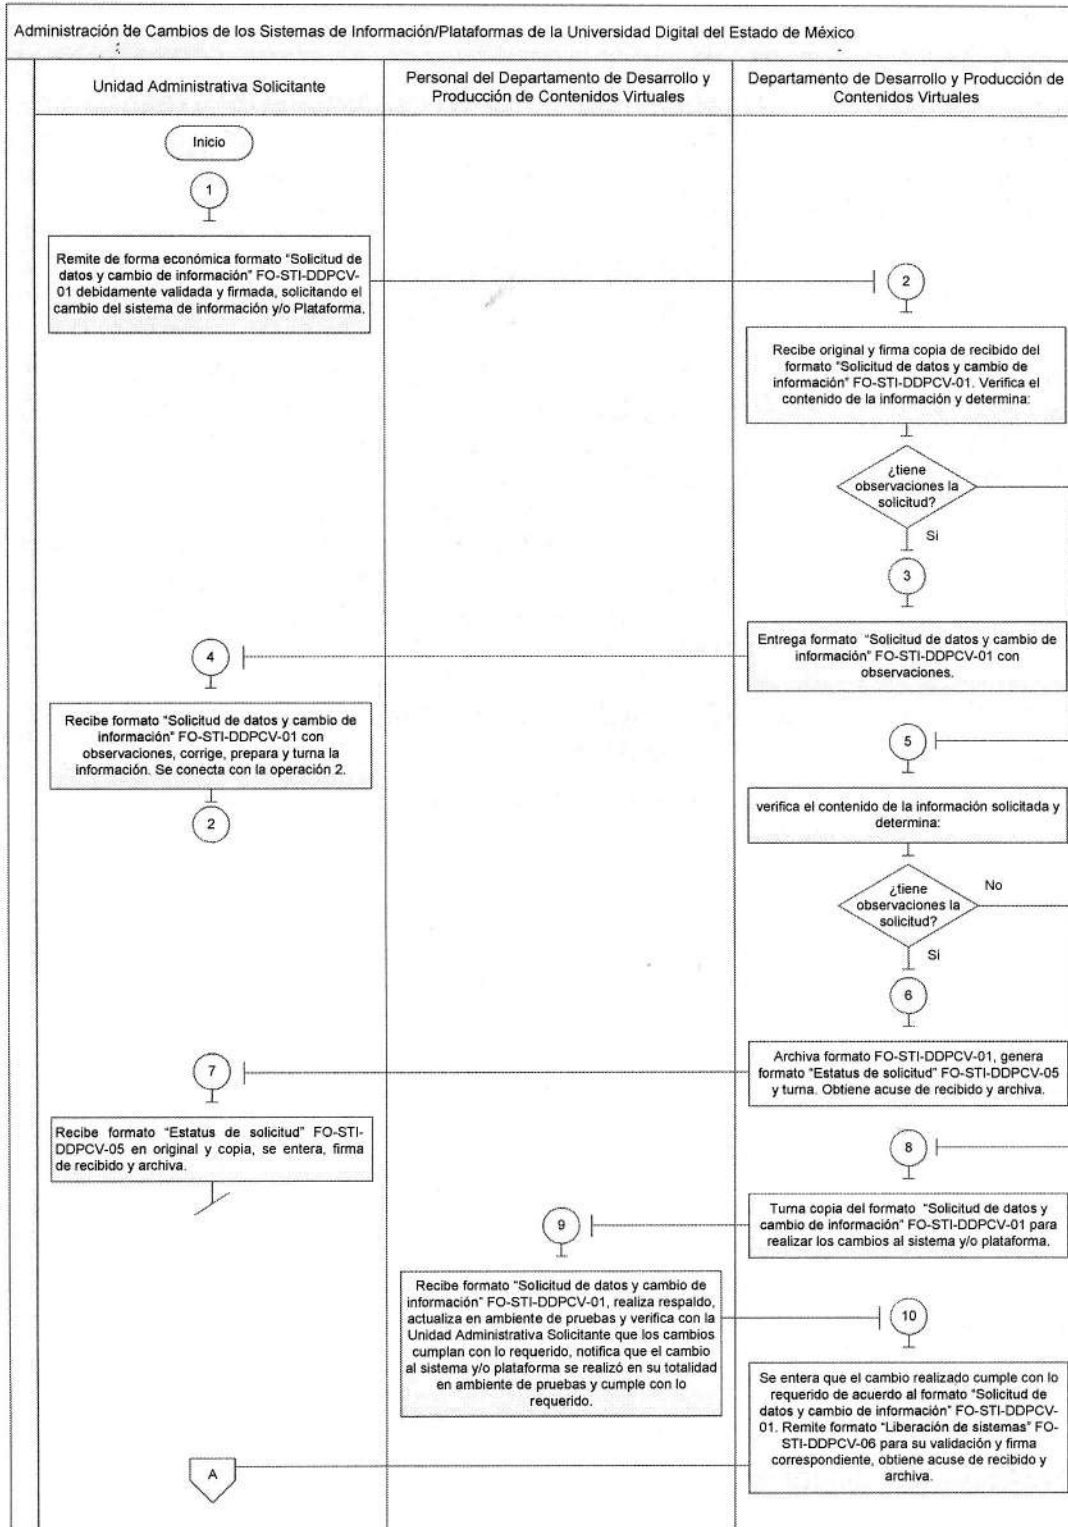 Administración de Cambios de los Sistemas de Información/Plataformas de la Universidad Digital del Estado de México
Unidad Administrativa Solicitante
Personal del Departamento de Desarrollo y
Producción de Contenidos Virtuales
Departamento de Desarrollo y Producción de
Contenidos Virtuales
Inicio
1
Remite de forma económica formato "Solicitud de
datos y cambio de información" FO-STI-DDPCV-
01 debidamente validada y firmada, solicitando el
cambio del sistema de información y/o Plataforma.
2
Recibe original y firma copia de recibido del
formato "Solicitud de datos y cambio de
información" FO-STI-DDPCV-01. Verifica el
contenido de la información y determina:
¿tiene
observaciones la
solicitud?
Si
3
Entrega formato "Solicitud de datos y cambio de
información" FO-STI-DDPCV-01 con
observaciones.
4
Recibe formato "Solicitud de datos y cambio de
información" FO-STI-DDPCV-01 con
observaciones, corrige, prepara y turna la
información. Se conecta con la operación 2.
2
5
verifica el contenido de la información solicitada y
determina:
¿tiene
observaciones la
solicitud?
No
Sí
6
Archiva formato FO-STI-DDPCV-01, genera
formato "Estatus de solicitud" FO-STI-DDPCV-05
y turna. Obtiene acuse de recibido y archiva.
7
Recibe formato "Estatus de solicitud" FO-STI-
DDPCV-05 en original y copia, se entera, firma
de recibido y archiva.
8
Turna copia del formato "Solicitud de datos y
cambio de información" FO-STI-DDPCV-01 para
realizar los cambios al sistema y/o plataforma.
9
Recibe formato "Solicitud de datos y cambio de
información" FO-STI-DDPCV-01, realiza respaldo,
actualiza en ambiente de pruebas y verifica con la
Unidad Administrativa Solicitante que los cambios
cumplan con lo requerido, notifica que el cambio
al sistema y/o plataforma se realizó en su totalidad
en ambiente de pruebas y cumple con lo
requerido.
10
Se entera que el cambio realizado cumple con lo
requerido de acuerdo al formato "Solicitud de
datos y cambio de información" FO-STI-DDPCV-
01. Remite formato "Liberación de sistemas" FO-
STI-DDPCV-06 para su validación y firma
correspondiente, obtiene acuse de recibido y
archiva.
A